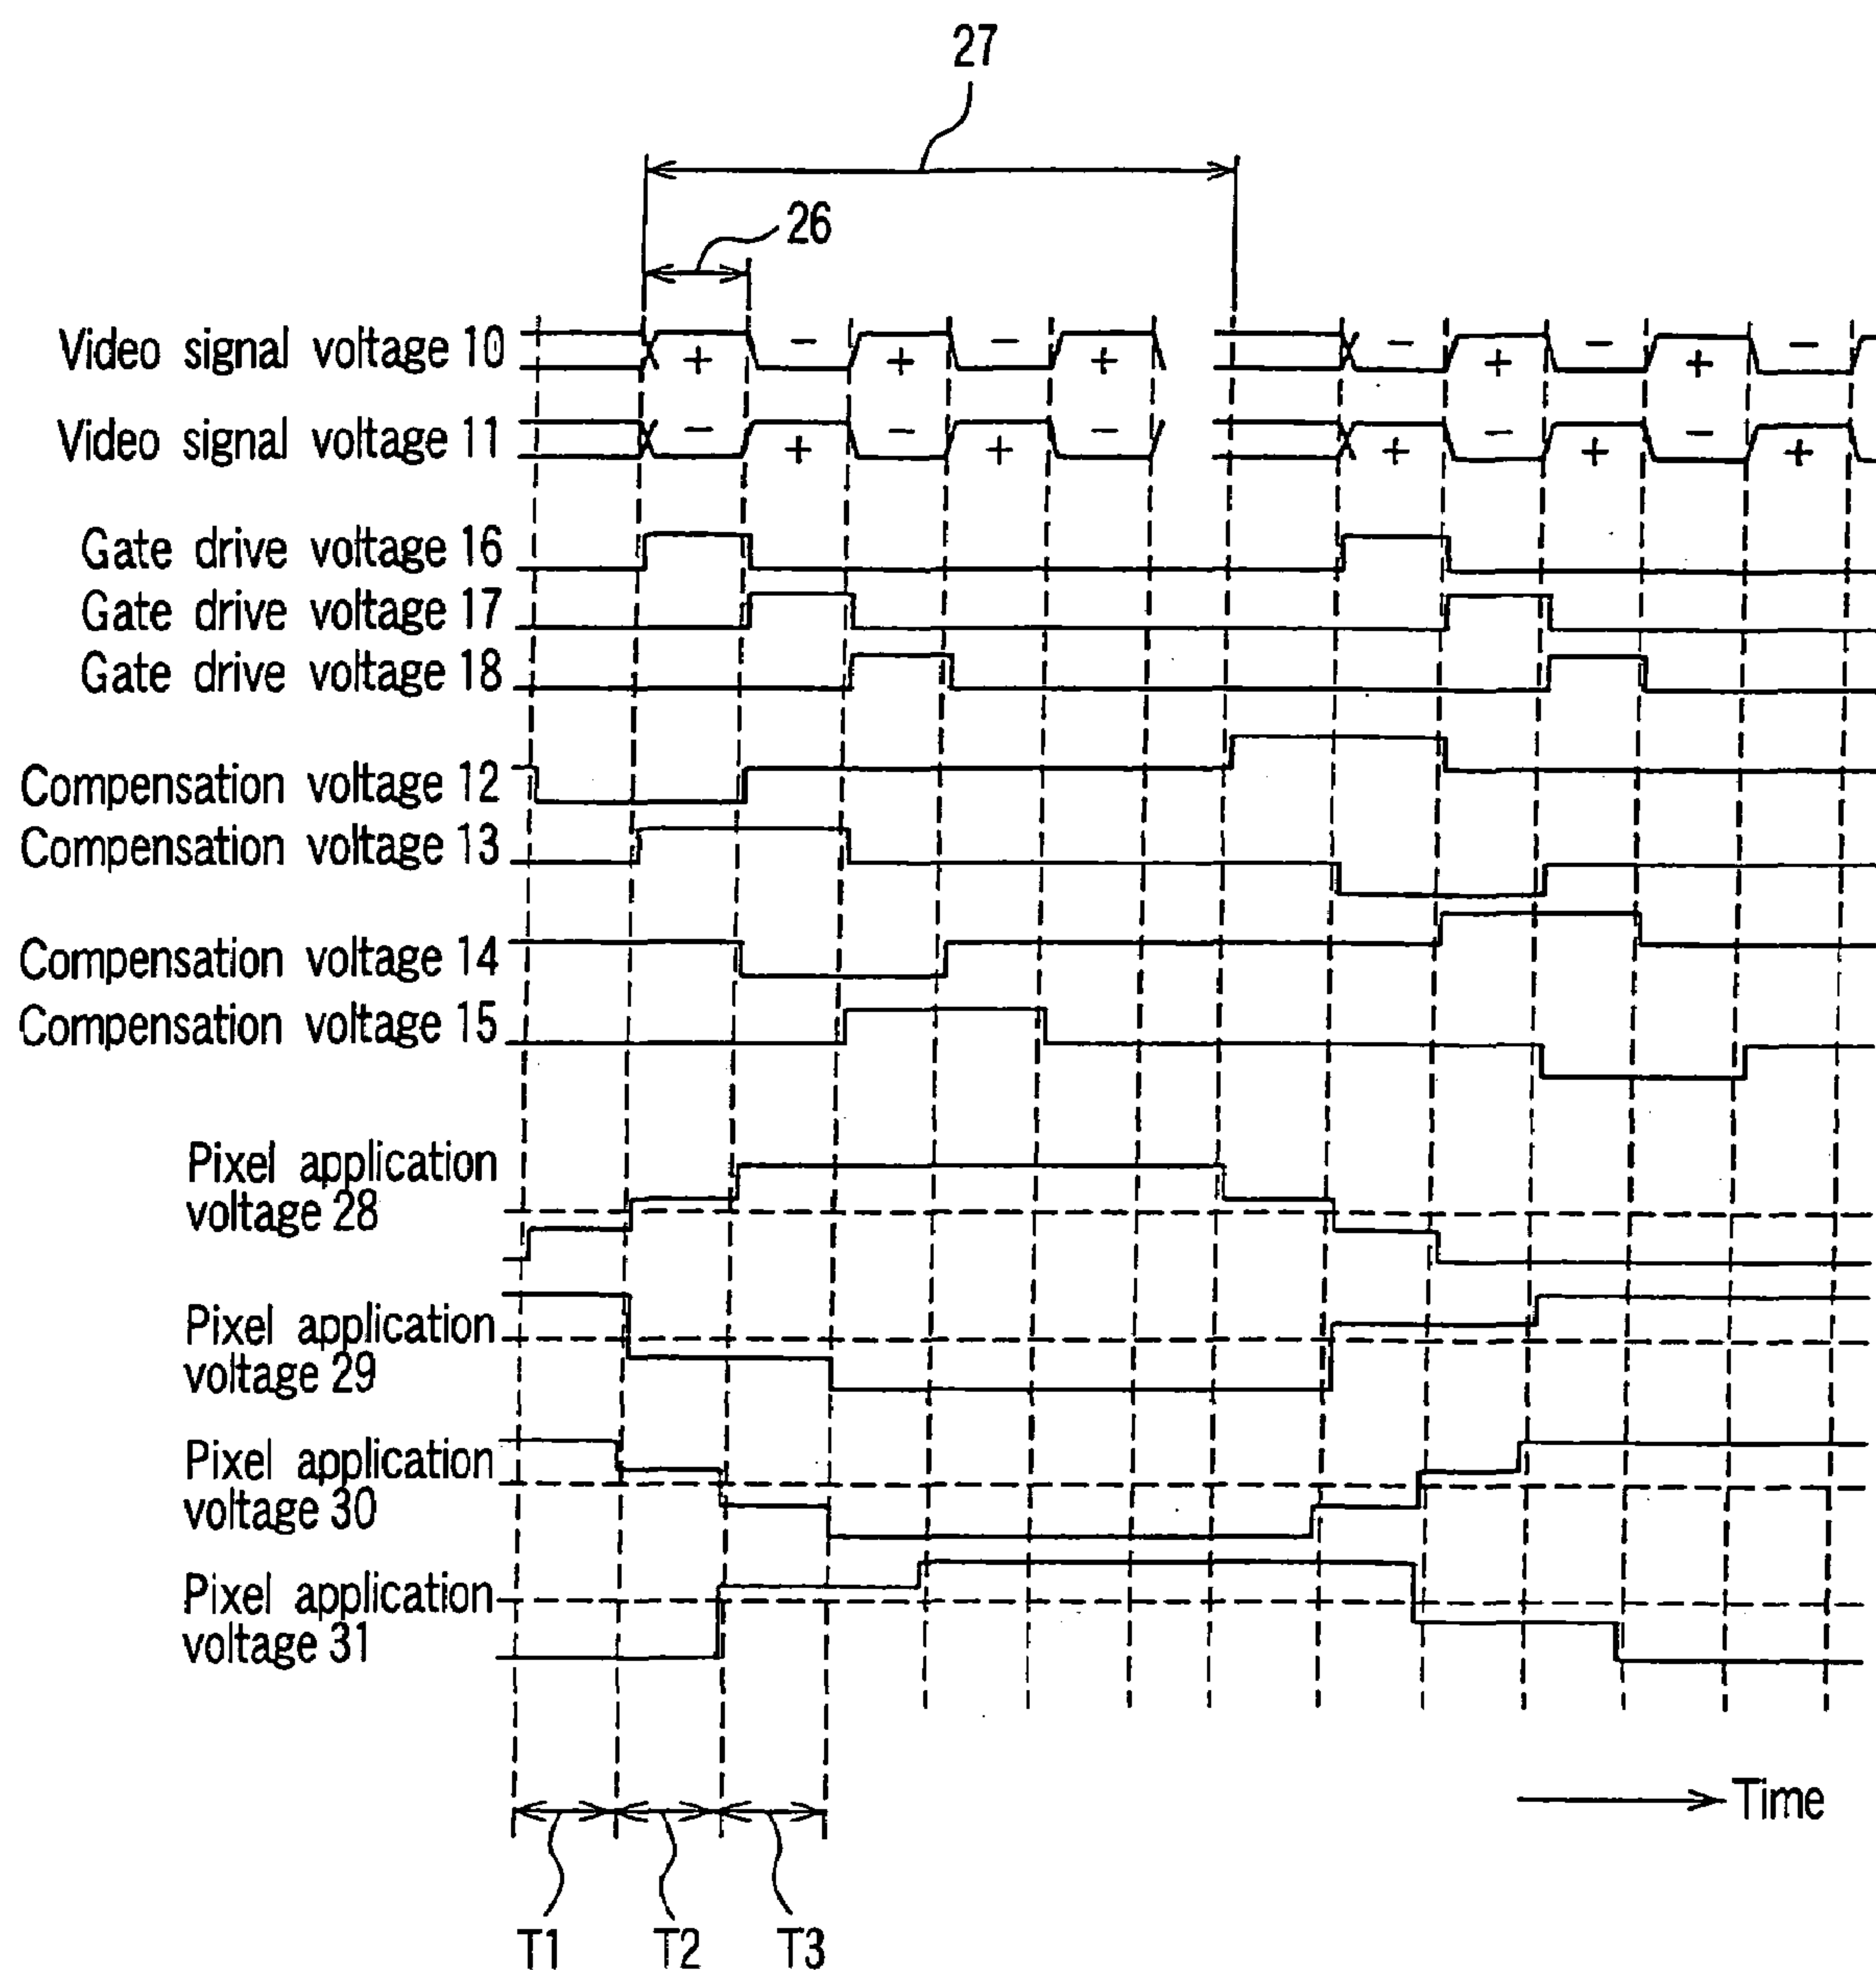 27
26
Video signal voltage 10
+ − + − + − + − + −
Video signal voltage 11
− + − + − + − + − +
Gate drive voltage 16
Gate drive voltage 17
Gate drive voltage 18
Compensation voltage 12
Compensation voltage 13
Compensation voltage 14
Compensation voltage 15
Pixel application
voltage 28
Pixel application
voltage 29
Pixel application
voltage 30
Pixel application
voltage 31
Time
T1 T2 T3